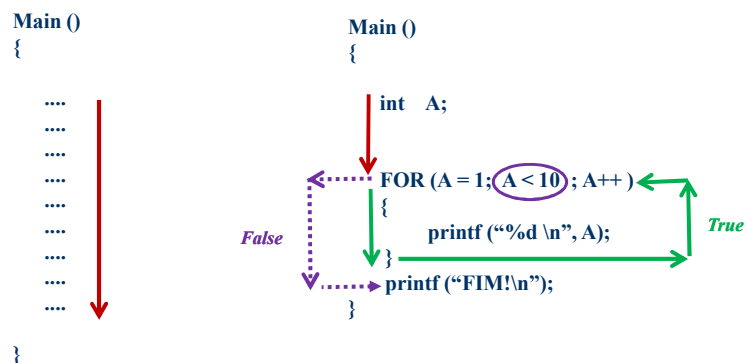 Main ()
{
....
....
....
....
....
....
....
....
....
}
Main ()
{
int A;
FOR (A = 1; A < 10 ; A++ )
{
printf (“%d \n”, A);
}
printf (“FIM!\n”);
}
False
True